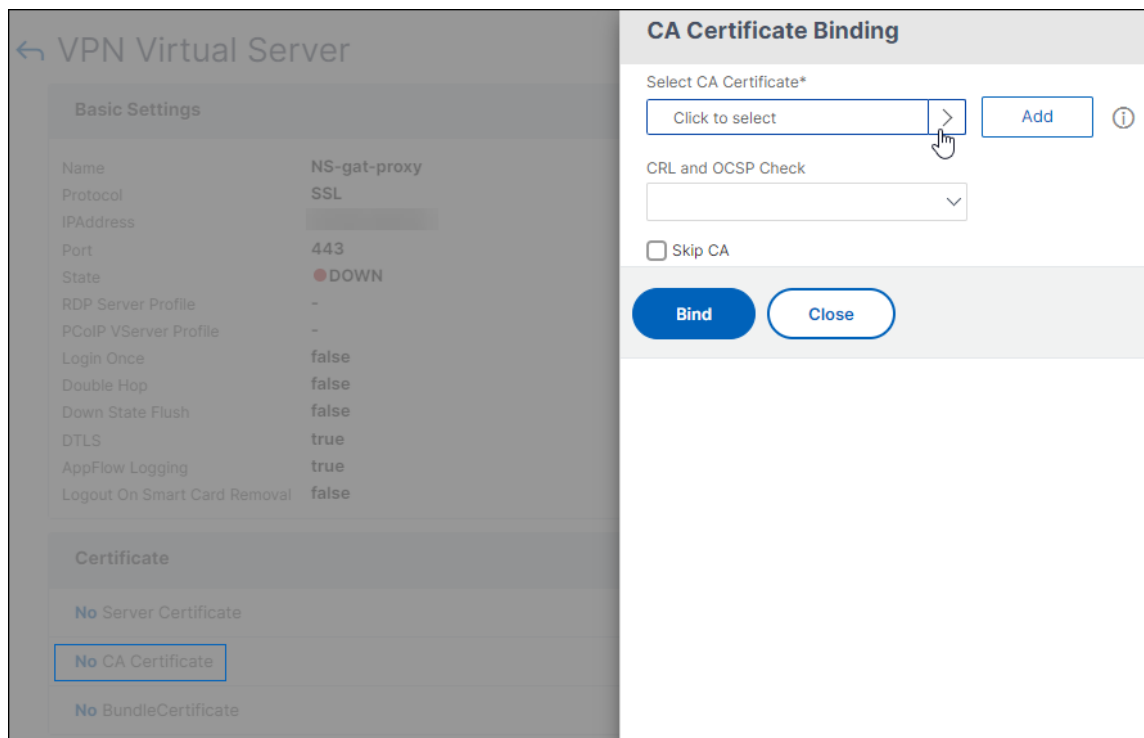 VPN Virtual Server
Basic Settings
Name NS-gat-proxy
Protocol SSL
IPAddress
Port 443
State DOWN
RDP Server Profile -
PCoIP VServer Profile -
Login Once false
Double Hop false
Down State Flush false
DTLS true
AppFlow Logging true
Logout On Smart Card Removal false
Certificate
No Server Certificate
No CA Certificate
No BundleCertificate
CA Certificate Binding
Select CA Certificate*
Click to select Add
CRL and OCSP Check
Skip CA
Bind Close